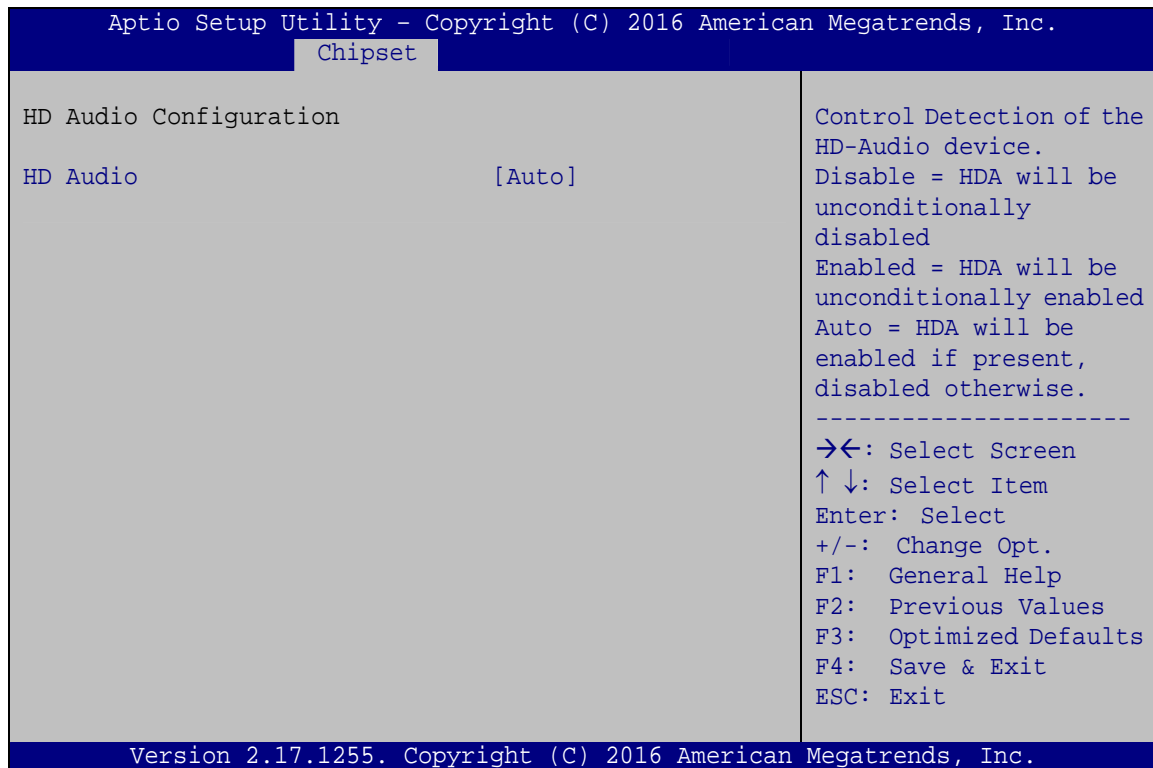 Aptio Setup Utility – Copyright (C) 2016 American Megatrends, Inc.
Chipset
HD Audio Configuration
HD Audio [Auto]
Control Detection of the
HD-Audio device.
Disable = HDA will be
unconditionally
disabled
Enabled = HDA will be
unconditionally enabled
Auto = HDA will be
enabled if present,
disabled otherwise.
----------------------
→←: Select Screen
↑ ↓: Select Item
Enter: Select
+/-: Change Opt.
F1: General Help
F2: Previous Values
F3: Optimized Defaults
F4: Save & Exit
ESC: Exit
Version 2.17.1255. Copyright (C) 2016 American Megatrends, Inc.